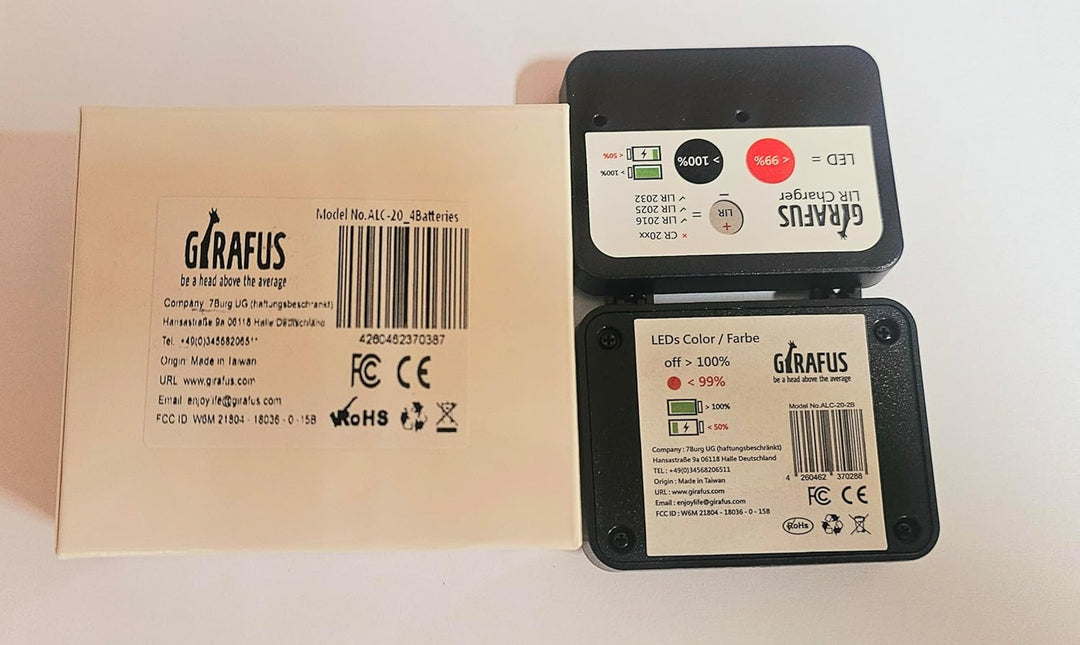 GIRAFUS
be a head above the average
Model No.ALC-20_4Batteries
4260462370387
Company 7Burg UG (haftungsbeschränkt)
Hansastraße 9a 06118 Halle Deutschland
Tel. +49(0)34568206511
Origin: Made in Taiwan
URL www.girafus.com
Email enjoylife@girafus.com
FCC ID W6M 21804 - 18036 - 0 - 15B
FC CE
RoHS
GIRAFUS
LIR Charger
LED = < 99% > 100%
> 100%
< 50%
+ LIR − =
× CR 20xx
✓ LIR 2016
✓ LIR 2025
✓ LIR 2032
LEDs Color / Farbe
off > 100%
< 99%
> 100%
< 50%
GIRAFUS
be a head above the average
Model No.ALC-20-2B
4 260462 370288
Company : 7Burg UG (haftungsbeschränkt)
Hansastraße 9a 06118 Halle Deutschland
TEL : +49(0)34568206511
Origin : Made in Taiwan
URL : www.girafus.com
Email : enjoylife@girafus.com
FCC ID : W6M 21804 - 18036 - 0 - 15B
FC CE
RoHs